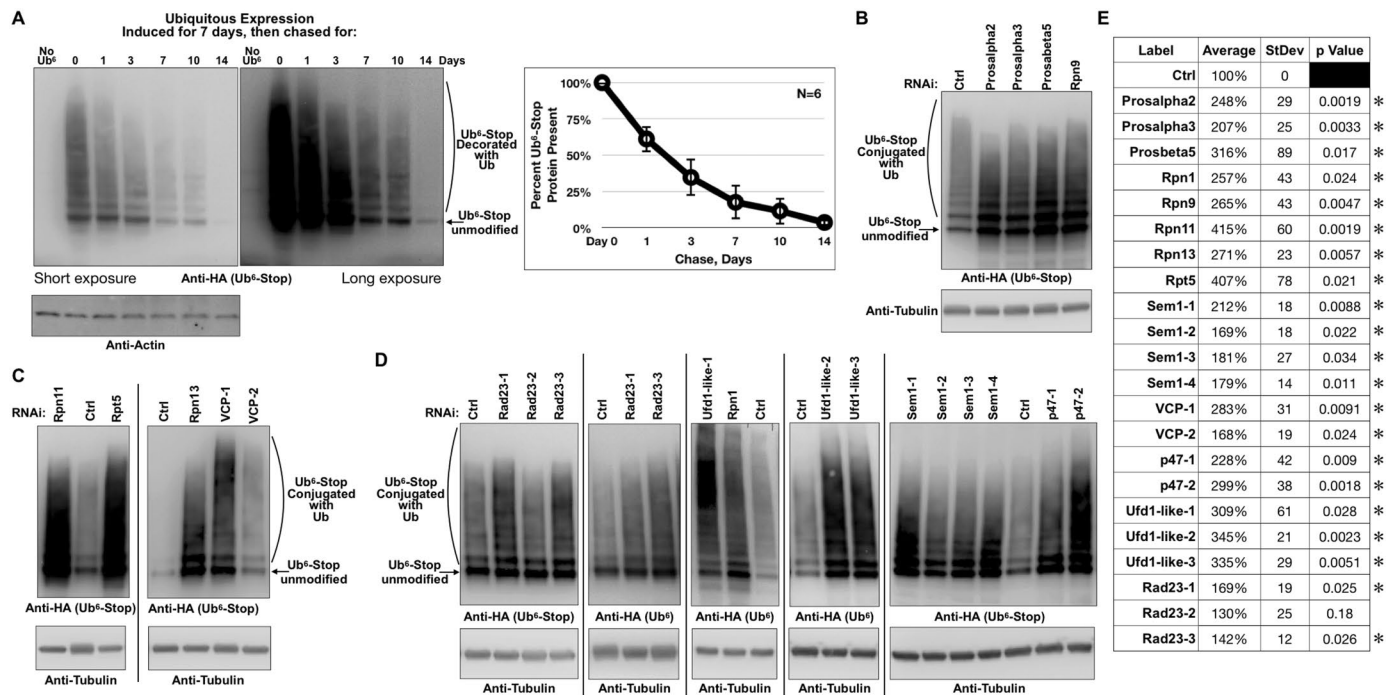 A
Ubiquitous Expression
Induced for 7 days, then chased for:
No
Ub⁶ 0 1 3 7 10 14
No
Ub⁶ 0 1 3 7 10 14 Days
Ub⁶-Stop
Decorated
with
Ub
Ub⁶-Stop
unmodified
Short exposure
Anti-HA (Ub⁶-Stop)
Long exposure
Anti-Actin
Percent Ub⁶-Stop
Protein Present
100%
75%
50%
25%
0%
N=6
Day 0 1 3 7 10 14
Chase, Days
B
RNAi: Ctrl Prosalpha2 Prosalpha3 Prosabeta5 Rpn9
Ub⁶-Stop
Conjugated
with
Ub
Ub⁶-Stop
unmodified
Anti-HA (Ub⁶-Stop)
Anti-Tubulin
C
RNAi: Rpn11 Ctrl Rpt5
Ctrl Rpn13 VCP-1 VCP-2
Ub⁶-Stop
Conjugated
with
Ub
Ub⁶-Stop
unmodified
Anti-HA (Ub⁶-Stop)
Anti-HA (Ub⁶-Stop)
Anti-Tubulin
Anti-Tubulin
D
RNAi: Ctrl Rad23-1 Rad23-2 Rad23-3
Ctrl Rad23-1 Rad23-3
Ufd1-like-1 Rpn1 Ctrl
Ctrl Ufd1-like-2 Ufd1-like-3
Sem1-1 Sem1-2 Sem1-3 Sem1-4 Ctrl p47-1 p47-2
Ub⁶-Stop
Conjugated
with
Ub
Ub⁶-Stop
unmodified
Anti-HA (Ub⁶-Stop)
Anti-HA (Ub⁶)
Anti-HA (Ub⁶)
Anti-HA (Ub⁶)
Anti-HA (Ub⁶-Stop)
Anti-Tubulin
Anti-Tubulin
Anti-Tubulin
Anti-Tubulin
Anti-Tubulin
E
Label Average StDev p Value
Ctrl 100% 0
Prosalpha2 248% 29 0.0019 *
Prosalpha3 207% 25 0.0033 *
Prosbeta5 316% 89 0.017 *
Rpn1 257% 43 0.024 *
Rpn9 265% 43 0.0047 *
Rpn11 415% 60 0.0019 *
Rpn13 271% 23 0.0057 *
Rpt5 407% 78 0.021 *
Sem1-1 212% 18 0.0088 *
Sem1-2 169% 18 0.022 *
Sem1-3 181% 27 0.034 *
Sem1-4 179% 14 0.011 *
VCP-1 283% 31 0.0091 *
VCP-2 168% 19 0.024 *
p47-1 228% 42 0.009 *
p47-2 299% 38 0.0018 *
Ufd1-like-1 309% 61 0.028 *
Ufd1-like-2 345% 21 0.0023 *
Ufd1-like-3 335% 29 0.0051 *
Rad23-1 169% 19 0.025 *
Rad23-2 130% 25 0.18
Rad23-3 142% 12 0.026 *